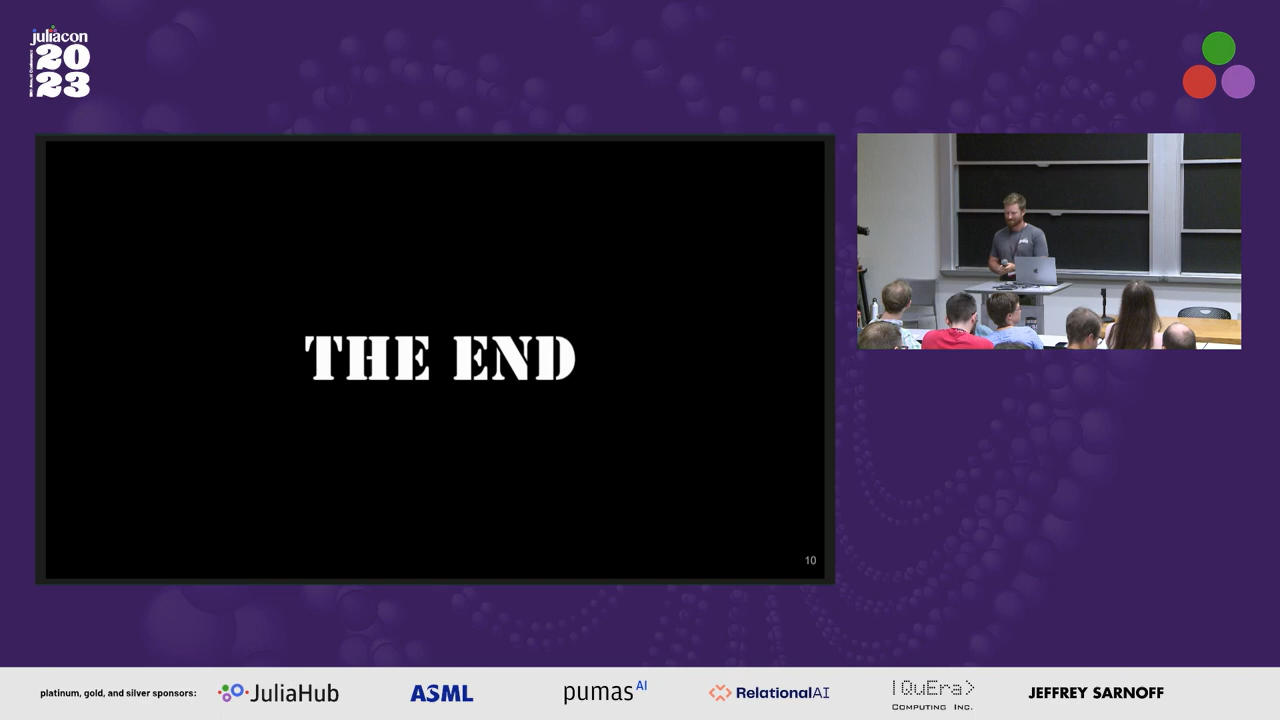 juliacon
20
23
THE END
10
platinum, gold, and silver sponsors:
JuliaHub
ASML
pumas AI
RelationalAI
|QuEra>
COMPUTING INC.
JEFFREY SARNOFF